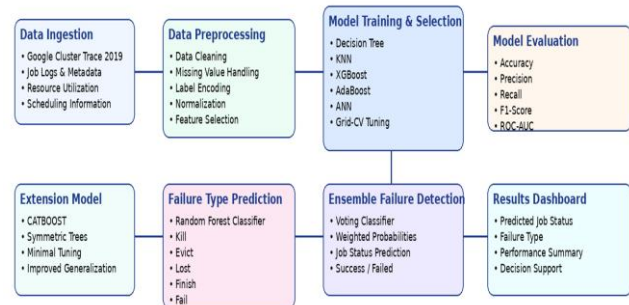 Data Ingestion
• Google Cluster Trace 2019
• Job Logs & Metadata
• Resource Utilization
• Scheduling Information
Data Preprocessing
• Data Cleaning
• Missing Value Handling
• Label Encoding
• Normalization
• Feature Selection
Model Training & Selection
• Decision Tree
• KNN
• XGBoost
• AdaBoost
• ANN
• Grid-CV Tuning
Model Evaluation
• Accuracy
• Precision
• Recall
• F1-Score
• ROC-AUC
Extension Model
• CATBOOST
• Symmetric Trees
• Minimal Tuning
• Improved Generalization
Failure Type Prediction
• Random Forest Classifier
• Kill
• Evict
• Lost
• Finish
• Fail
Ensemble Failure Detection
• Voting Classifier
• Weighted Probabilities
• Job Status Prediction
• Success / Failed
Results Dashboard
• Predicted Job Status
• Failure Type
• Performance Summary
• Decision Support